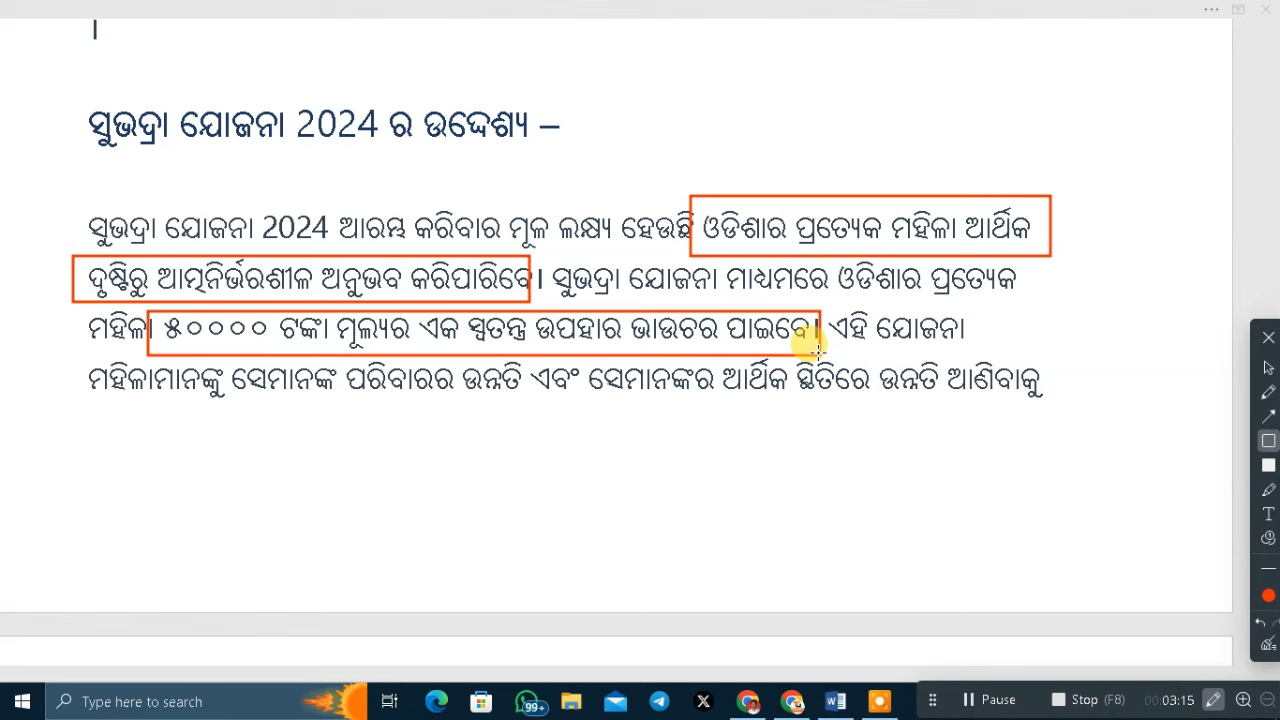 ସୁଭଦ୍ରା ଯୋଜନା 2024 ର ଉଦ୍ଦେଶ୍ୟ –
ସୁଭଦ୍ରା ଯୋଜନା 2024 ଆରମ୍ଭ କରିବାର ମୂଳ ଲକ୍ଷ୍ୟ ହେଉଛି ଓଡିଶାର ପ୍ରତ୍ୟେକ ମହିଳା ଆର୍ଥିକ
ଦୃଷ୍ଟିରୁ ଆତ୍ମନିର୍ଭରଶୀଳ ଅନୁଭବ କରିପାରିବେ। ସୁଭଦ୍ରା ଯୋଜନା ମାଧ୍ୟମରେ ଓଡିଶାର ପ୍ରତ୍ୟେକ
ମହିଳା ୫୦୦୦୦ ଟଙ୍କା ମୂଲ୍ୟର ଏକ ସ୍ୱତନ୍ତ୍ର ଉପହାର ଭାଉଚର ପାଇବେ। ଏହି ଯୋଜନା
ମହିଳାମାନଙ୍କୁ ସେମାନଙ୍କ ପରିବାରର ଉନ୍ନତି ଏବଂ ସେମାନଙ୍କର ଆର୍ଥିକ ସ୍ଥିତିରେ ଉନ୍ନତି ଆଣିବାକୁ
Type here to search
99+
Pause
Stop (F8)
00:03:15